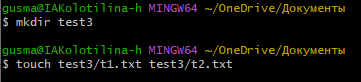 gusma@IAKolotilina-h MINGW64 ~/OneDrive/Документы
$ mkdir test3
gusma@IAKolotilina-h MINGW64 ~/OneDrive/Документы
$ touch test3/t1.txt test3/t2.txt